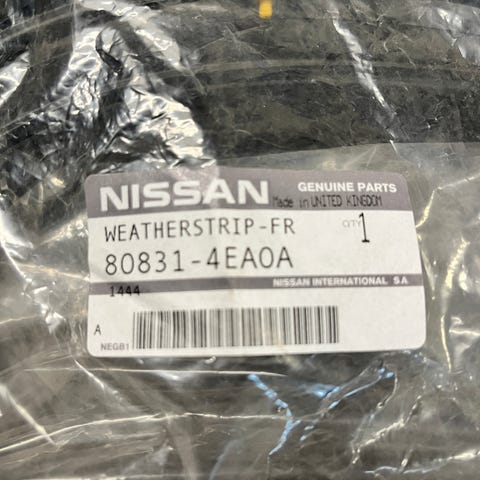 NISSAN
GENUINE PARTS
Made in UNITED KINGDOM
WEATHERSTRIP-FR
QTY 1
80831-4EA0A
NISSAN INTERNATIONAL SA
1444
A
NEGB1